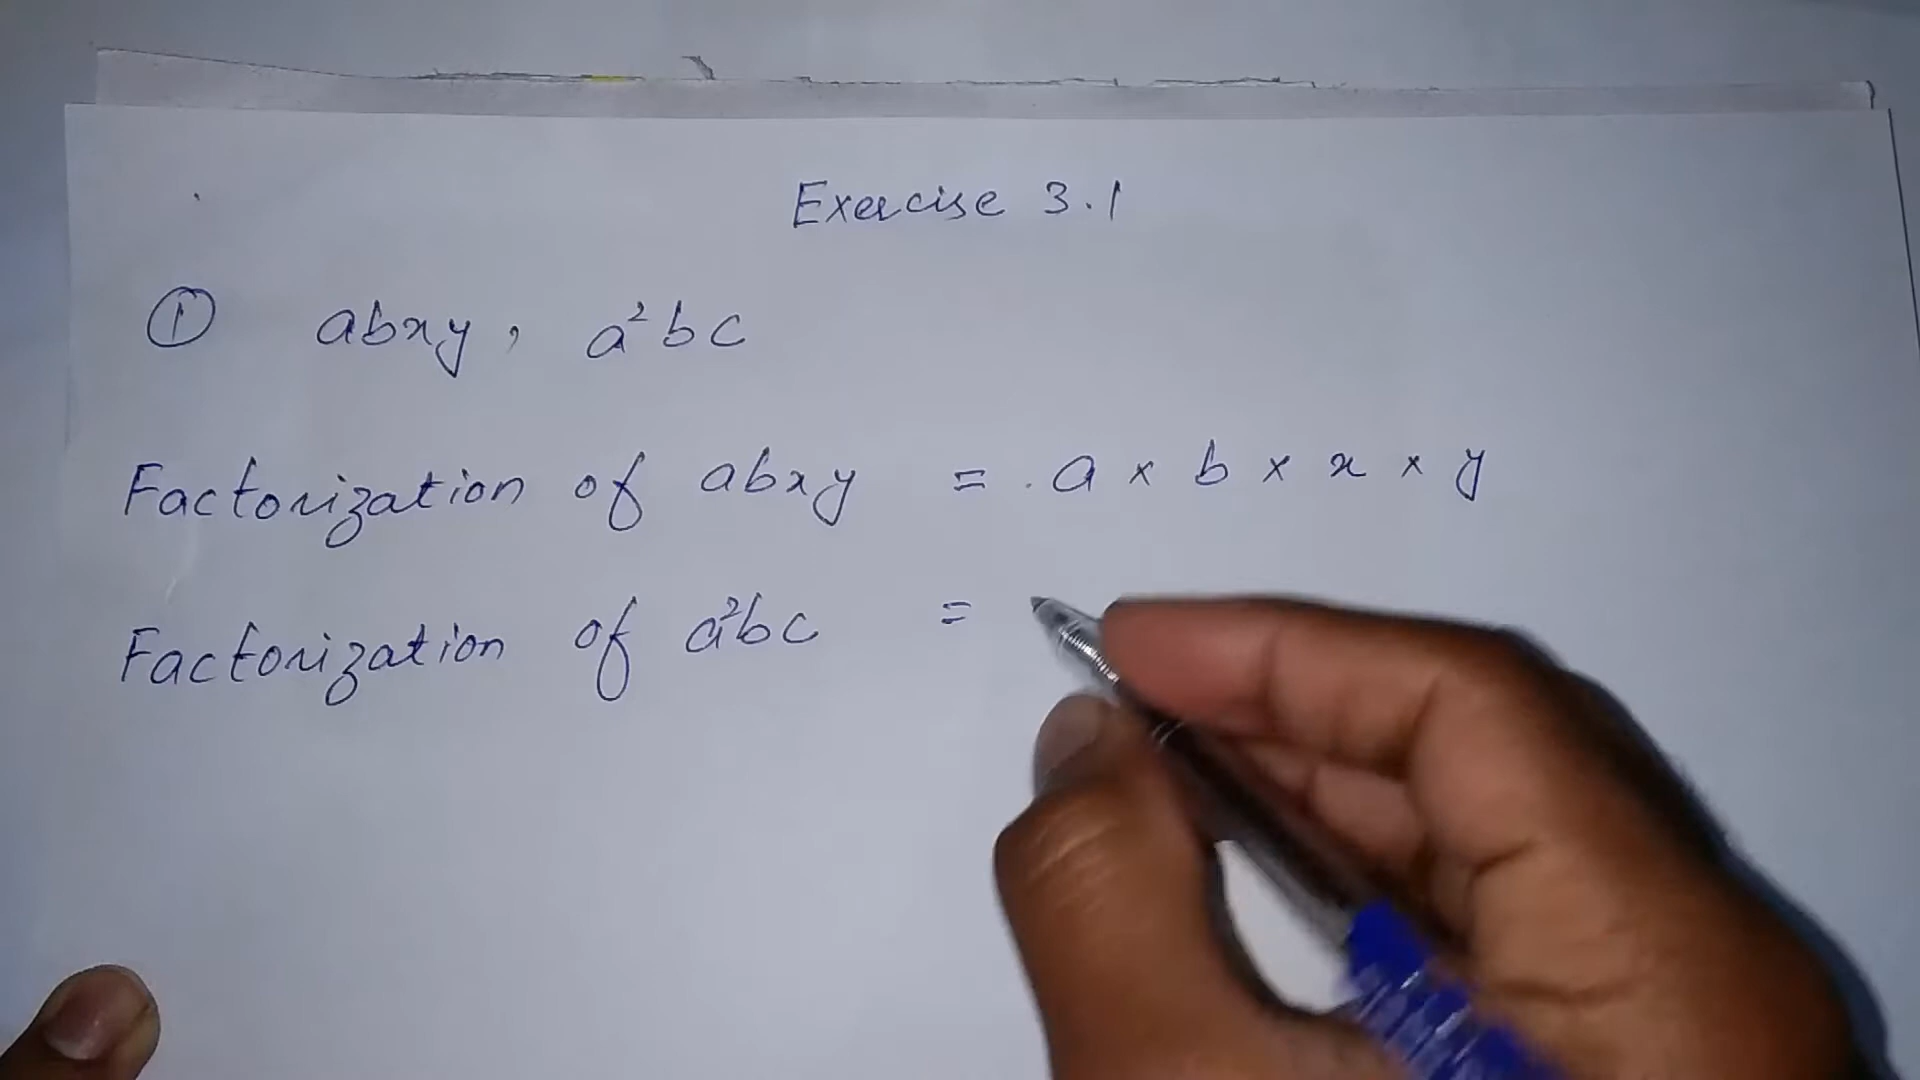 Exercise 3.1
① abxy, a²bc
Factorization of abxy = a × b × x × y
Factorization of a²bc =